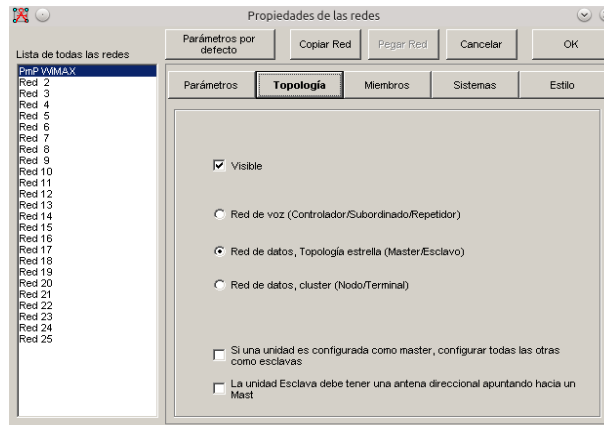 Propiedades de las redes
Lista de todas las redes
Parámetros por defecto
Copiar Red
Pegar Red
Cancelar
OK
PmP WiMAX
Red 2
Red 3
Red 4
Red 5
Red 6
Red 7
Red 8
Red 9
Red 10
Red 11
Red 12
Red 13
Red 14
Red 15
Red 16
Red 17
Red 18
Red 19
Red 20
Red 21
Red 22
Red 23
Red 24
Red 25
Parámetros
Topología
Miembros
Sistemas
Estilo
Visible
Red de voz (Controlador/Subordinado/Repetidor)
Red de datos, Topología estrella (Master/Esclavo)
Red de datos, cluster (Nodo/Terminal)
Si una unidad es configurada como master, configurar todas las otras
como esclavas
La unidad Esclava debe tener una antena direccional apuntando hacia un
Mast